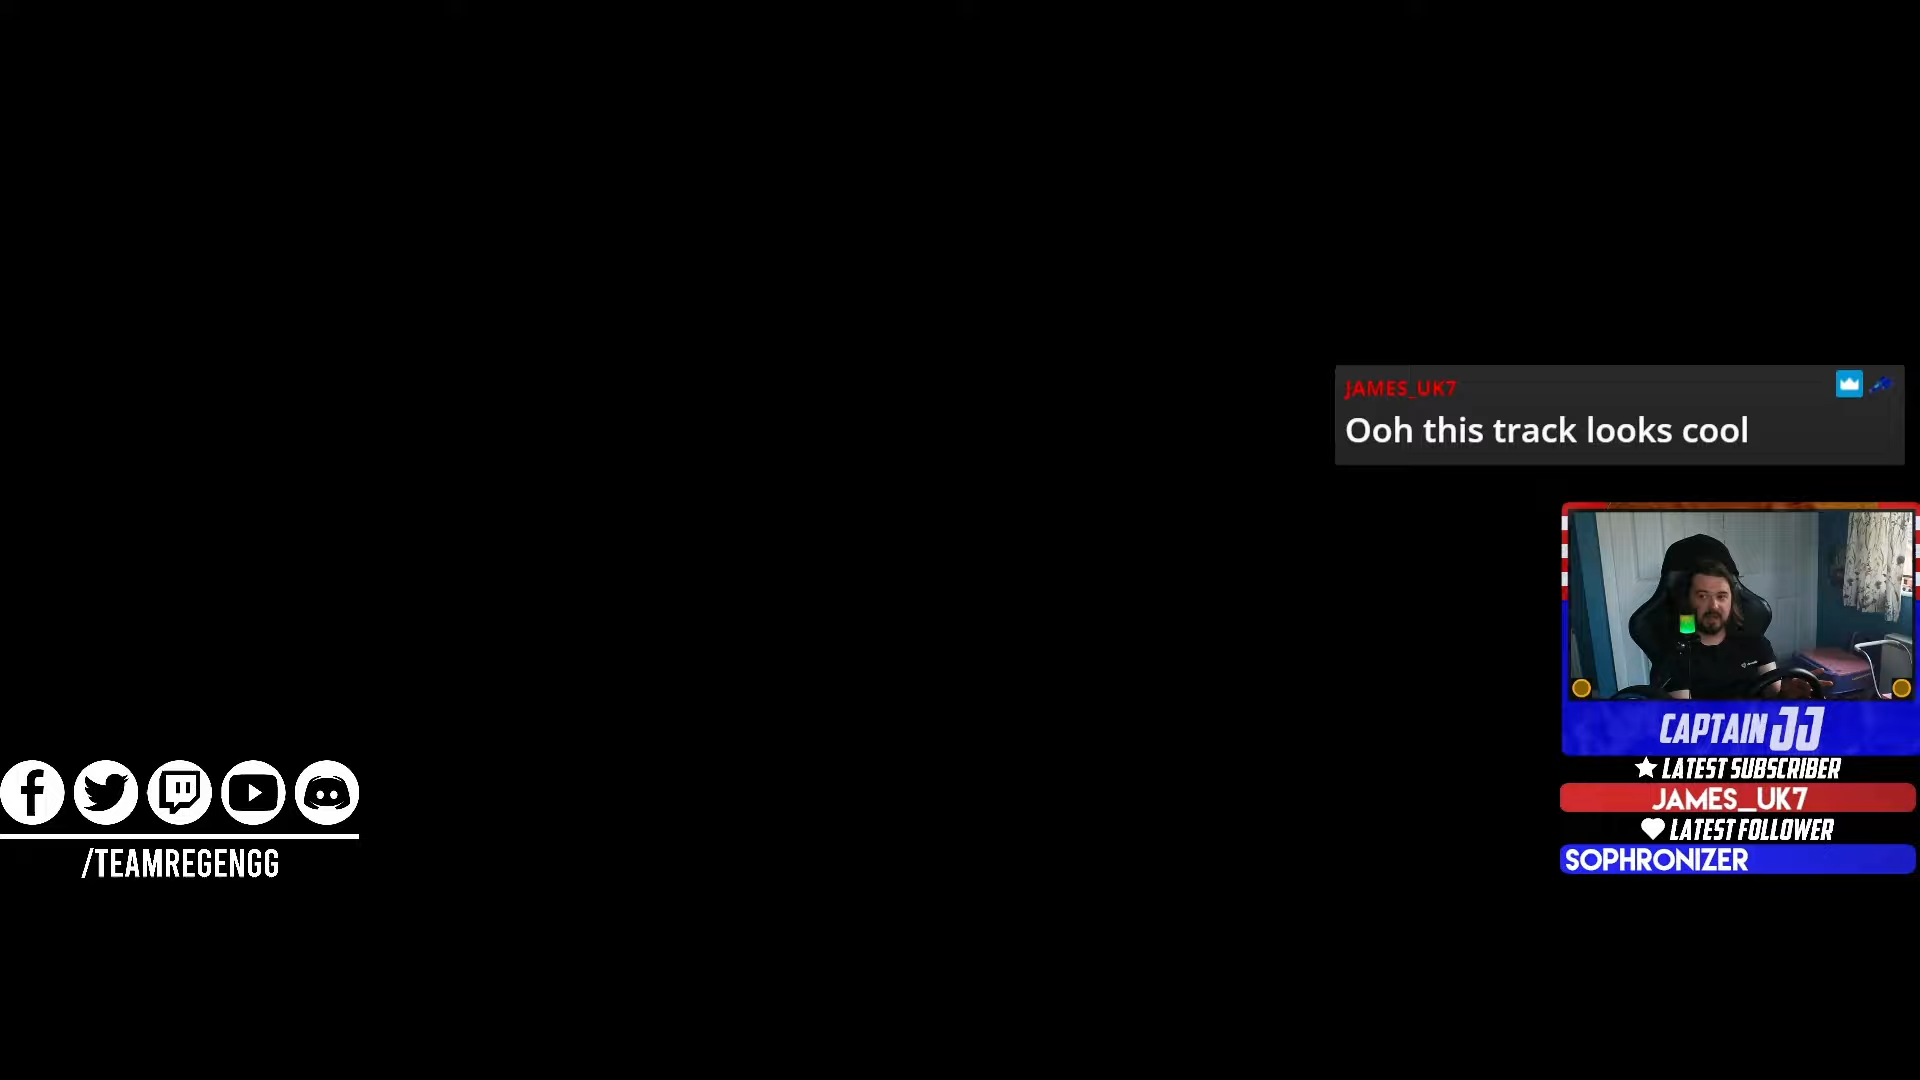 JAMES_UK7
Ooh this track looks cool
CAPTAIN JJ
LATEST SUBSCRIBER
JAMES_UK7
LATEST FOLLOWER
SOPHRONIZER
/TEAMREGENGG